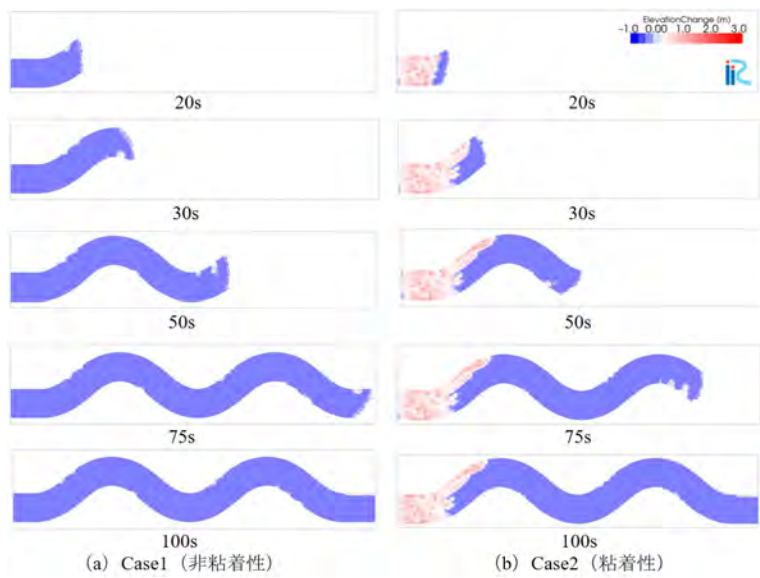 ElevationChange (m)
-1.0 0.00 1.0 2.0 3.0
iRIC
20s
20s
30s
30s
50s
50s
75s
75s
100s
100s
(a) Case1 (非粘着性)
(b) Case2 (粘着性)